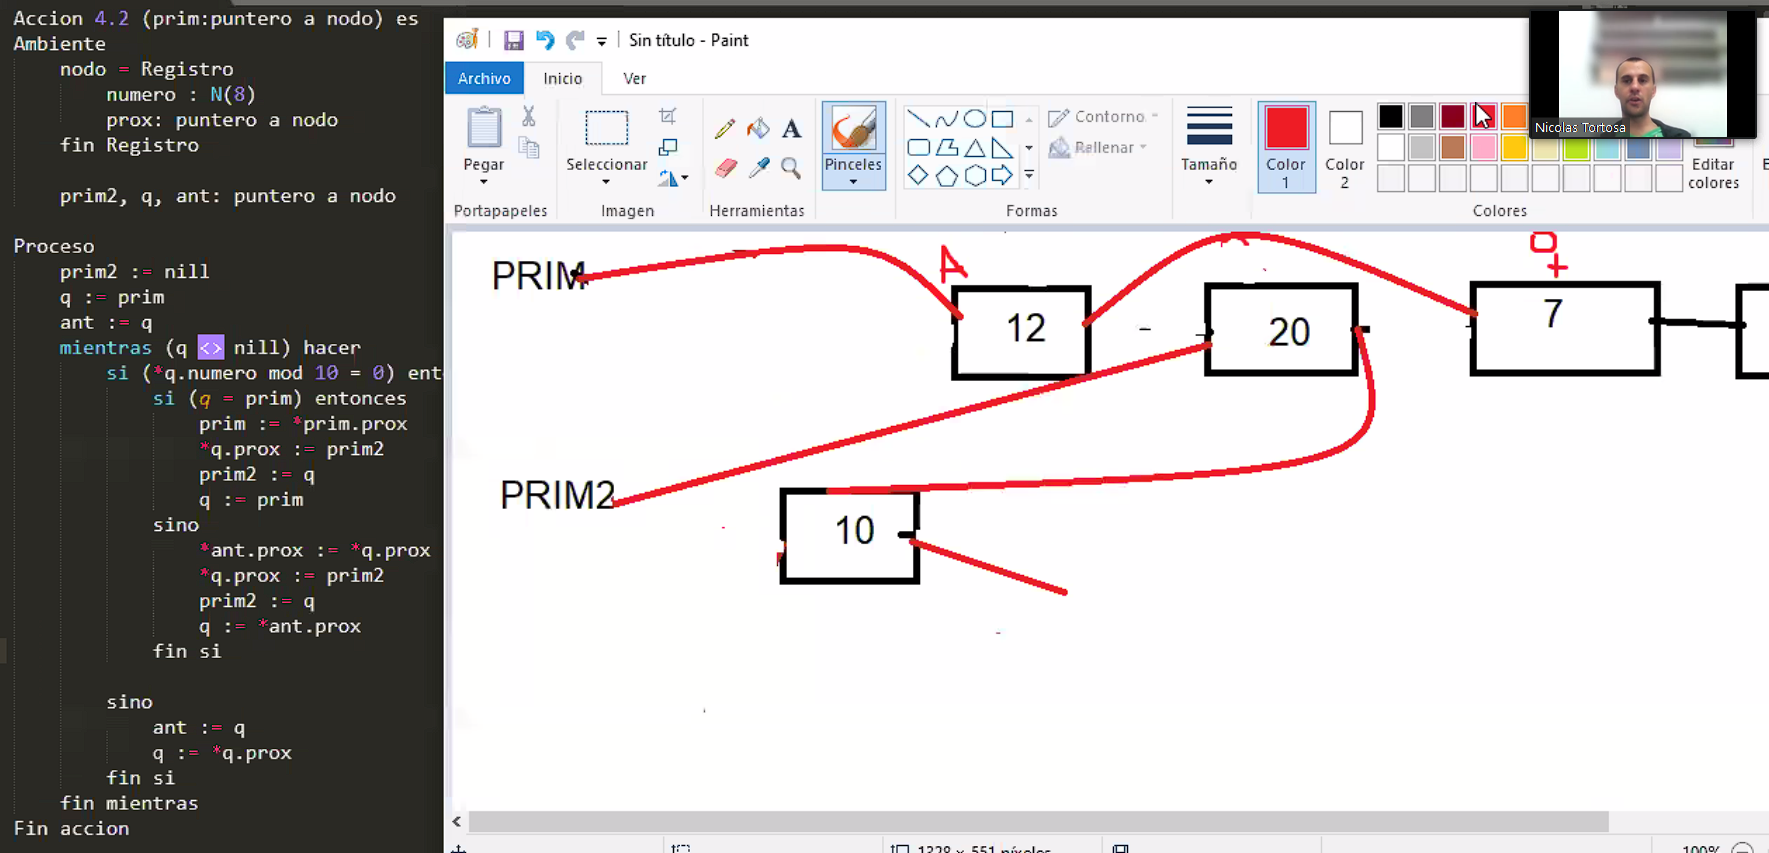 Accion 4.2 (prim:puntero a nodo) es
Ambiente
nodo = Registro
numero : N(8)
prox: puntero a nodo
fin Registro
prim2, q, ant: puntero a nodo
Proceso
prim2 := nill
q := prim
ant := q
mientras (q <> nill) hacer
si (*q.numero mod 10 = 0) ent
si (q = prim) entonces
prim := *prim.prox
*q.prox := prim2
prim2 := q
q := prim
sino
*ant.prox := *q.prox
*q.prox := prim2
prim2 := q
q := *ant.prox
fin si
sino
ant := q
q := *q.prox
fin si
fin mientras
Fin accion
Sin título - Paint
Archivo Inicio Ver
Pegar
Seleccionar
Pinceles
Contorno
Rellenar
Tamaño
Color 1
Color 2
Editar colores
Portapapeles Imagen Herramientas Formas Colores
Nicolas Tortosa
PRIM
A
12
20
7
PRIM2
10
1328 × 551 píxeles
100%